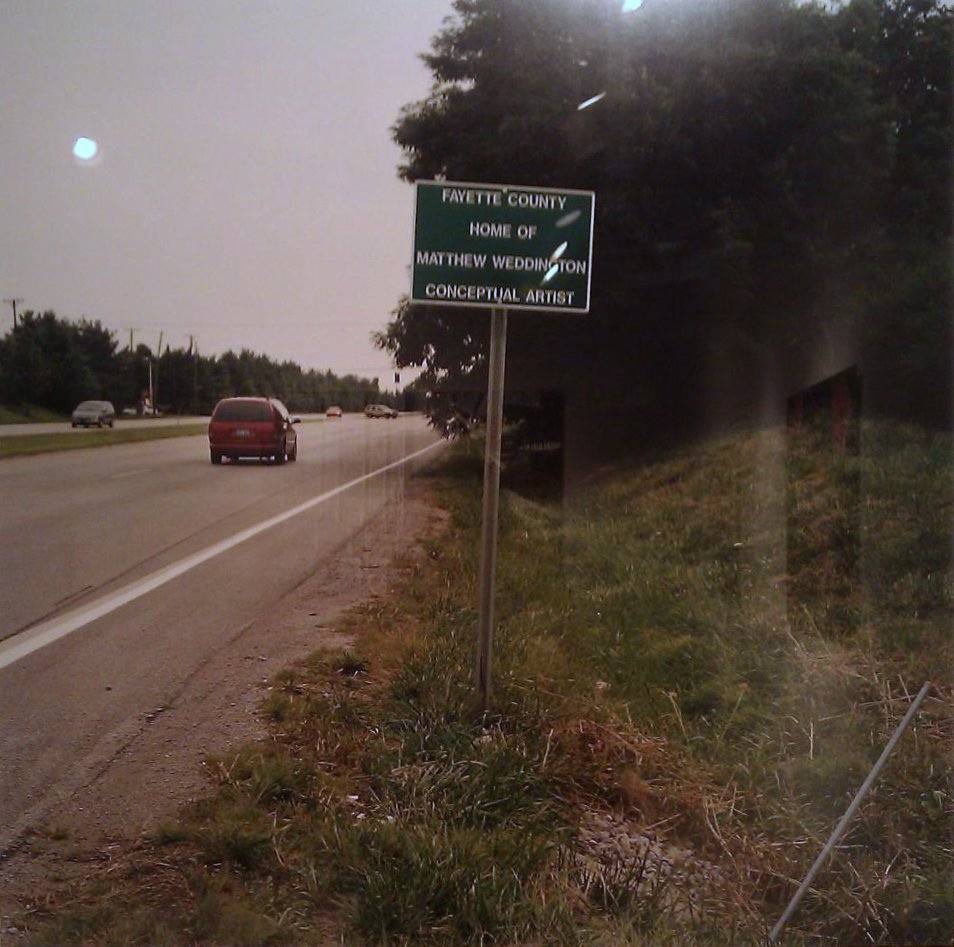 FAYETTE COUNTY
HOME OF
MATTHEW WEDDINGTON
CONCEPTUAL ARTIST